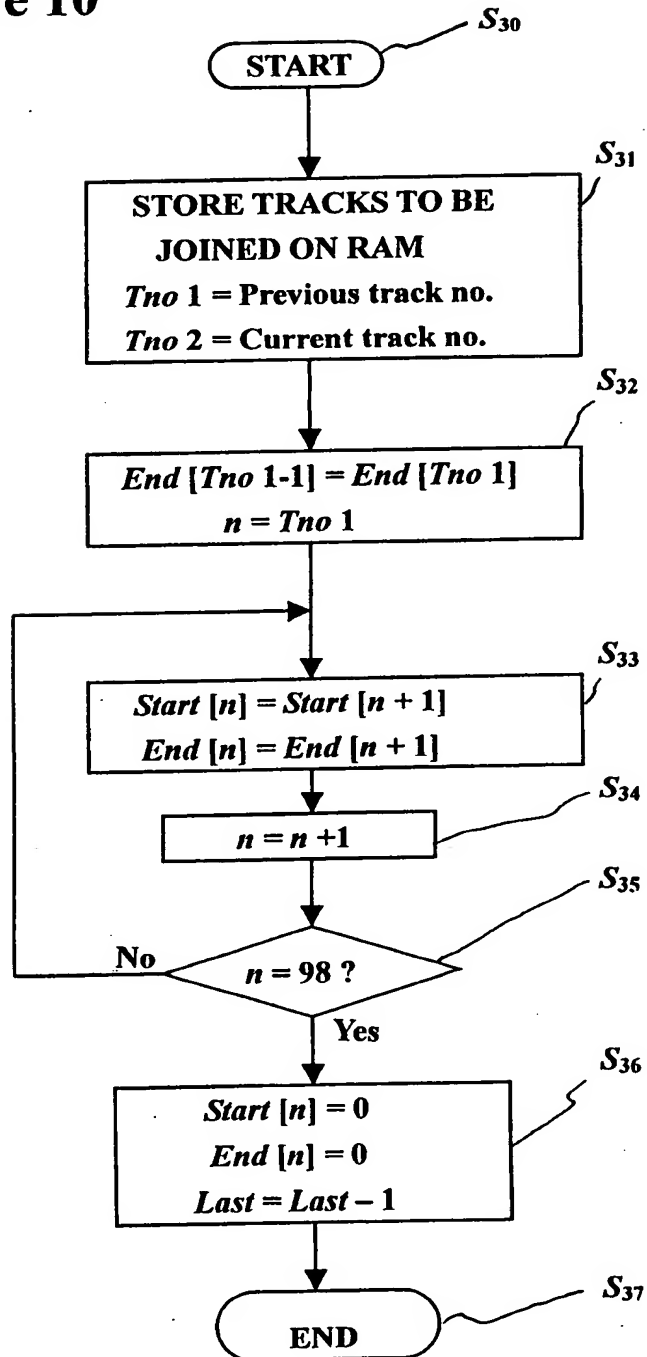 e 10
START
S30
STORE TRACKS TO BE
JOINED ON RAM
Tno 1 = Previous track no.
Tno 2 = Current track no.
S31
End [Tno 1-1] = End [Tno 1]
n = Tno 1
S32
Start [n] = Start [n + 1]
End [n] = End [n + 1]
S33
n = n +1
S34
n = 98 ?
S35
No
Yes
Start [n] = 0
End [n] = 0
Last = Last – 1
S36
END
S37